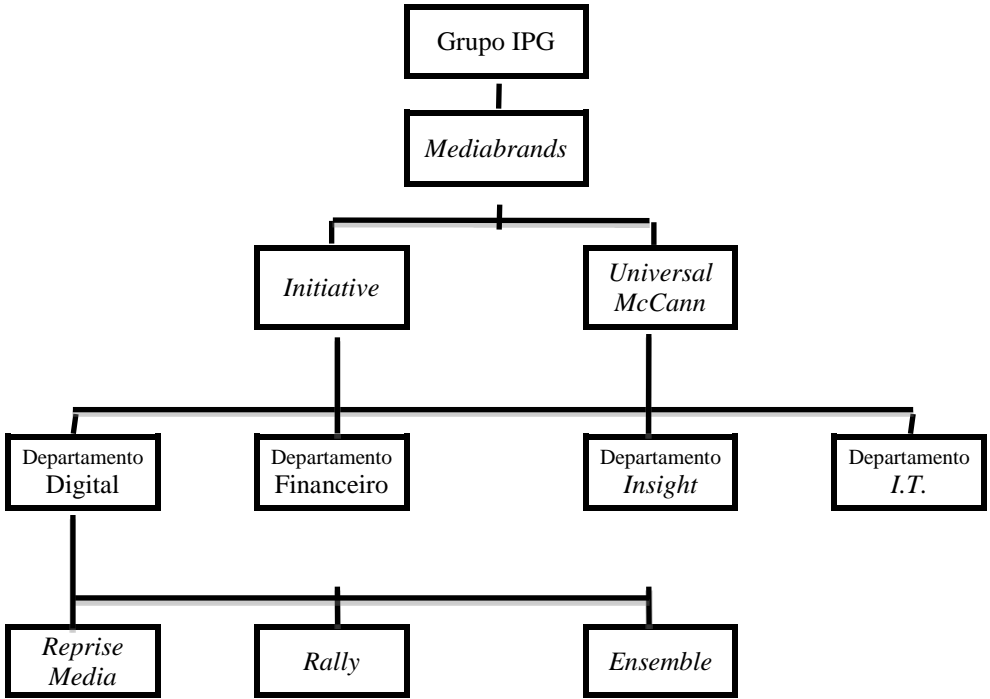 Grupo IPG
Mediabrands
Initiative
Universal
McCann
Departamento
Digital
Departamento
Financeiro
Departamento
Insight
Departamento
I.T.
Reprise
Media
Rally
Ensemble